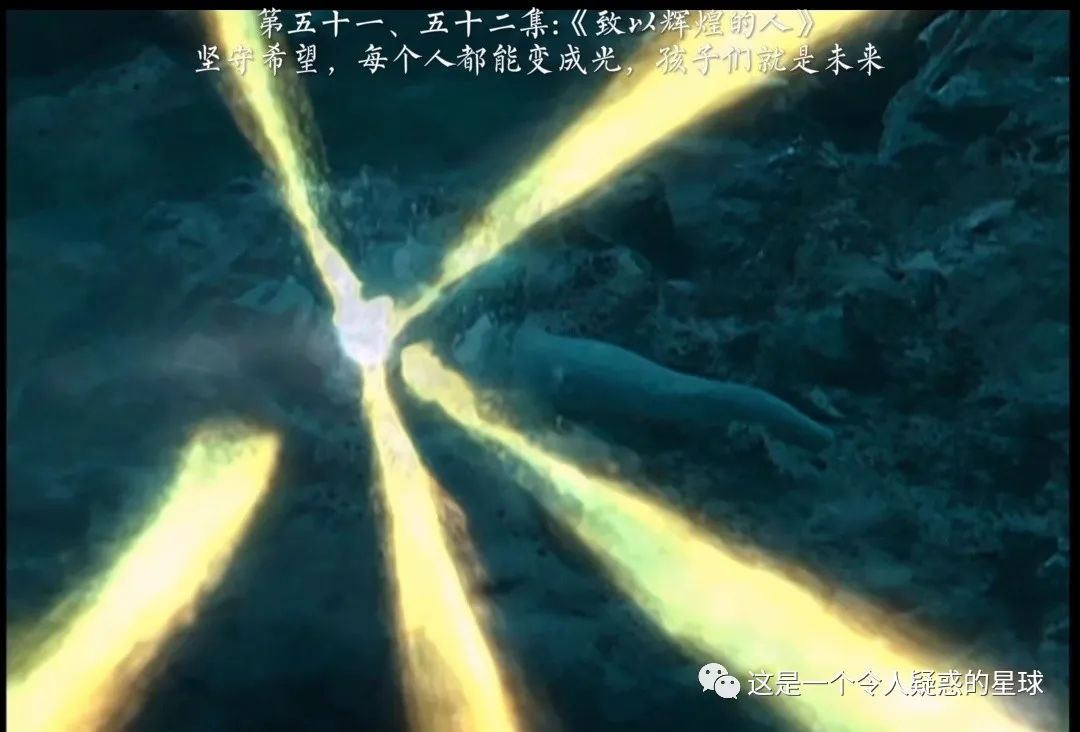 第五十一、五十二集:《致以辉煌的人》
坚守希望，每个人都能变成光，孩子们就是未来
这是一个令人疑惑的星球